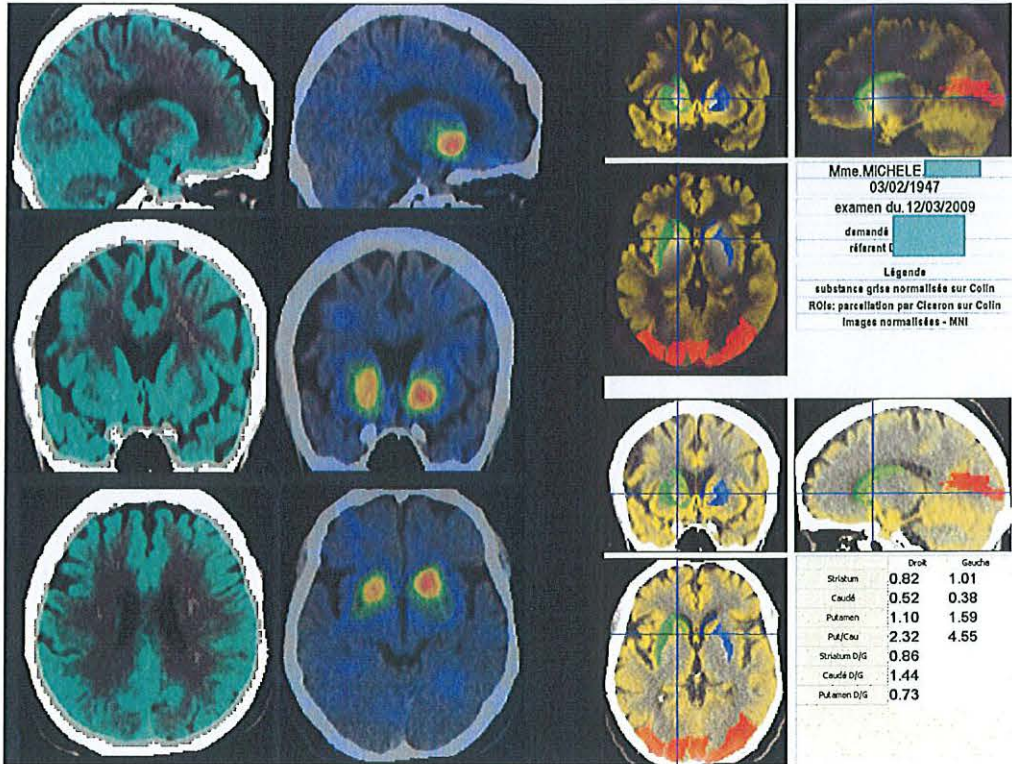 Mme.MICHELE
03/02/1947
examen du.12/03/2009
demandé
référent D
Légende
substance grise normalisée sur Colin
ROIs: parcellation par Ciceron sur Colin
Images normalisées - MNI
Droit Gauche
Striatum 0.82 1.01
Caudé 0.52 0.38
Putamen 1.10 1.59
Put/Cau 2.32 4.55
Striatum D/G 0.86
Caudé D/G 1.44
Putamen D/G 0.73